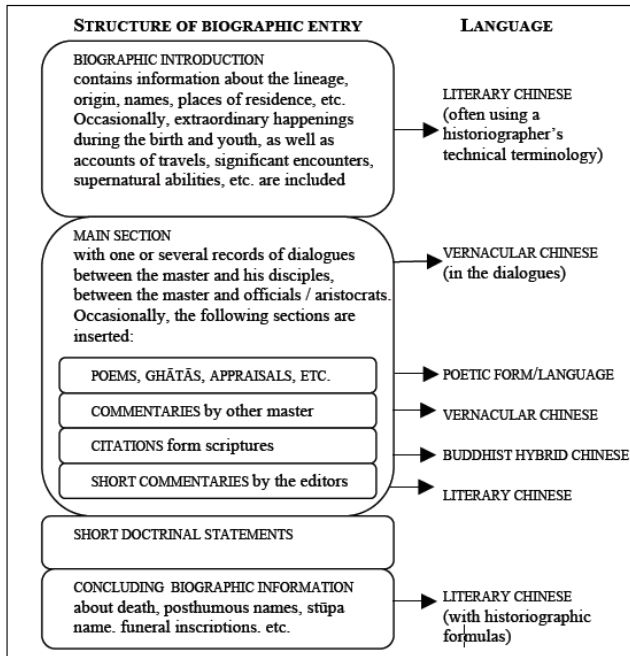 STRUCTURE OF BIOGRAPHIC ENTRY
LANGUAGE
BIOGRAPHIC INTRODUCTION
contains information about the lineage,
origin, names, places of residence, etc.
Occasionally, extraordinary happenings
during the birth and youth, as well as
accounts of travels, significant encounters,
supernatural abilities, etc. are included
LITERARY CHINESE
(often using a
historiographer's
technical terminology)
MAIN SECTION
with one or several records of dialogues
between the master and his disciples,
between the master and officials / aristocrats.
Occasionally, the following sections are
inserted:
VERNACULAR CHINESE
(in the dialogues)
POEMS, GHĀTĀS, APPRAISALS, ETC.
POETIC FORM/LANGUAGE
COMMENTARIES by other master
VERNACULAR CHINESE
CITATIONS form scriptures
BUDDHIST HYBRID CHINESE
SHORT COMMENTARIES by the editors
LITERARY CHINESE
SHORT DOCTRINAL STATEMENTS
CONCLUDING BIOGRAPHIC INFORMATION
about death, posthumous names, stūpa
name, funeral inscriptions, etc.
LITERARY CHINESE
(with historiographic
formulas)